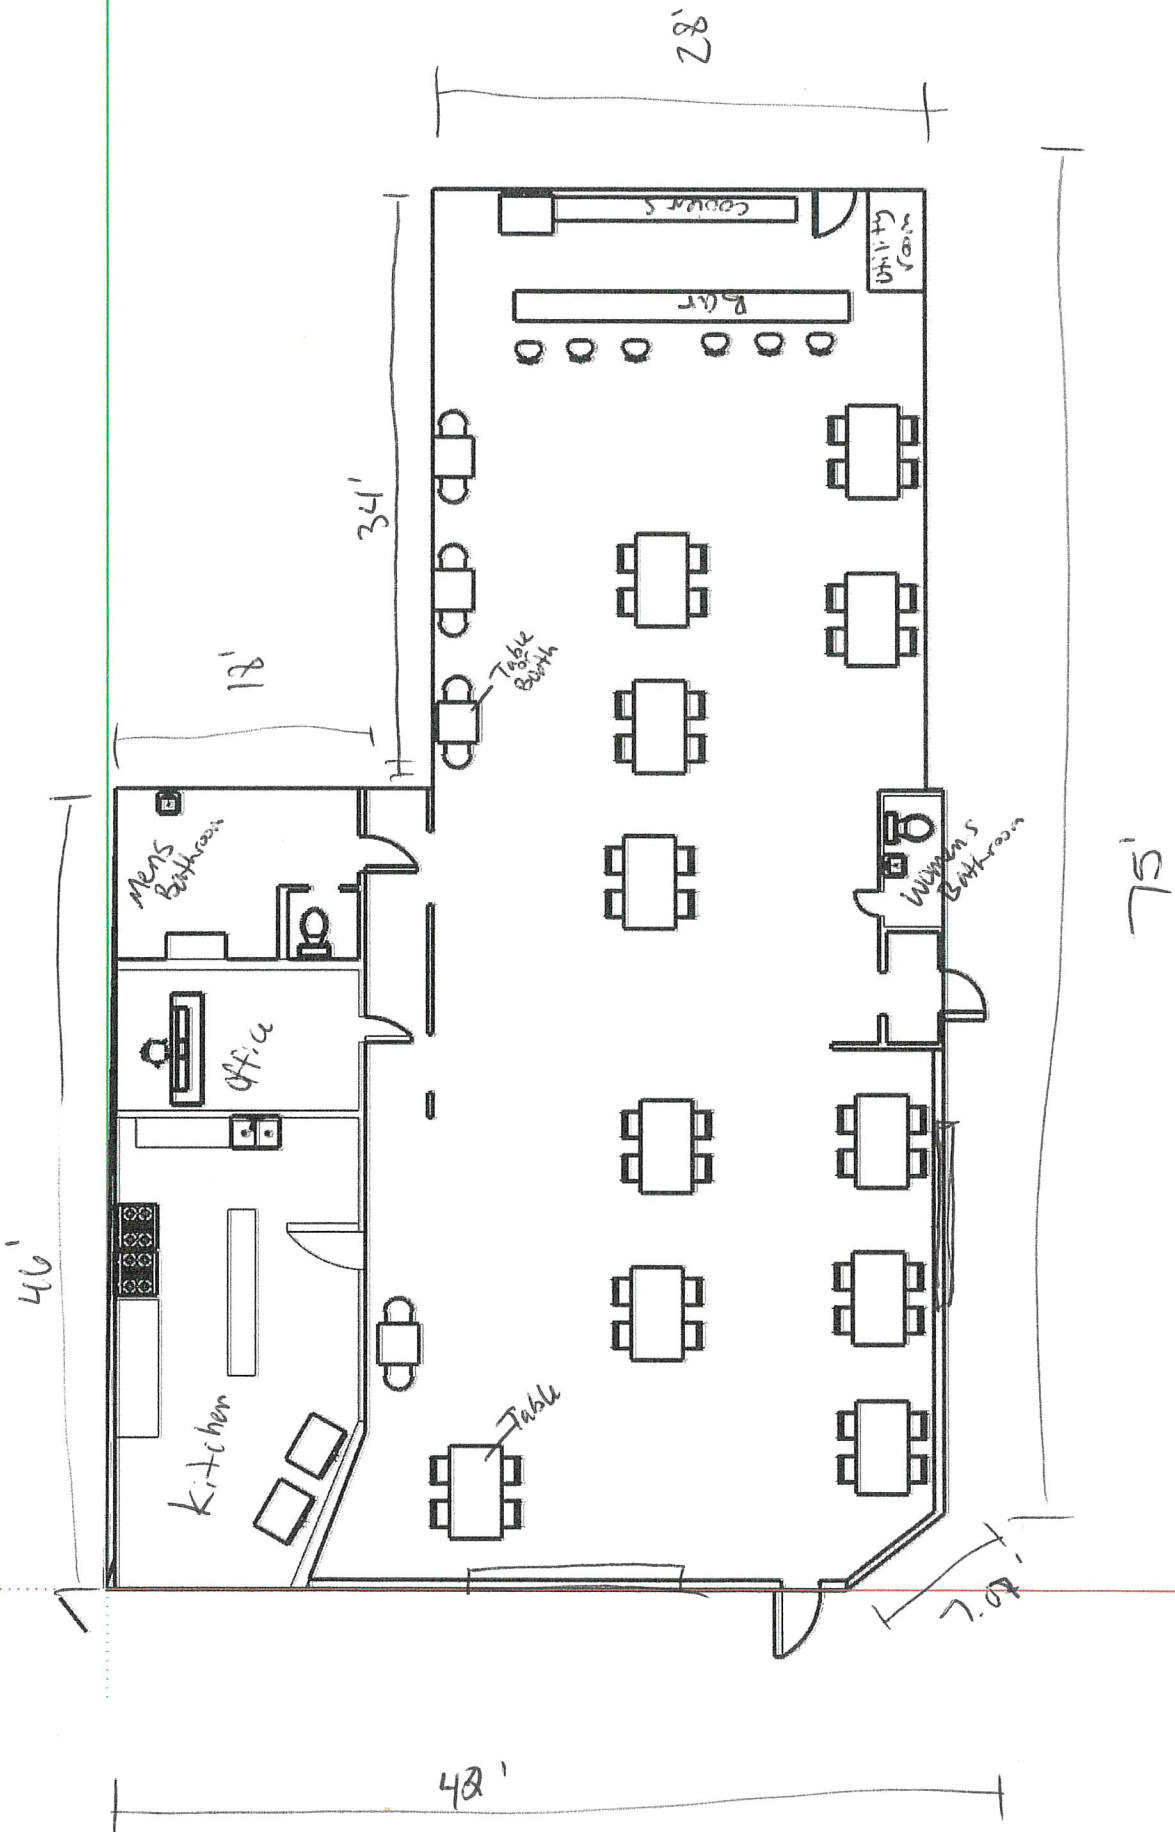 28'
Coolers
Utility
room
Bar
34'
18'
Table
or
Booth
Mens
Bathroom
Womens
Bathroom
75'
Office
46'
Kitchen
Table
7.07'
42'